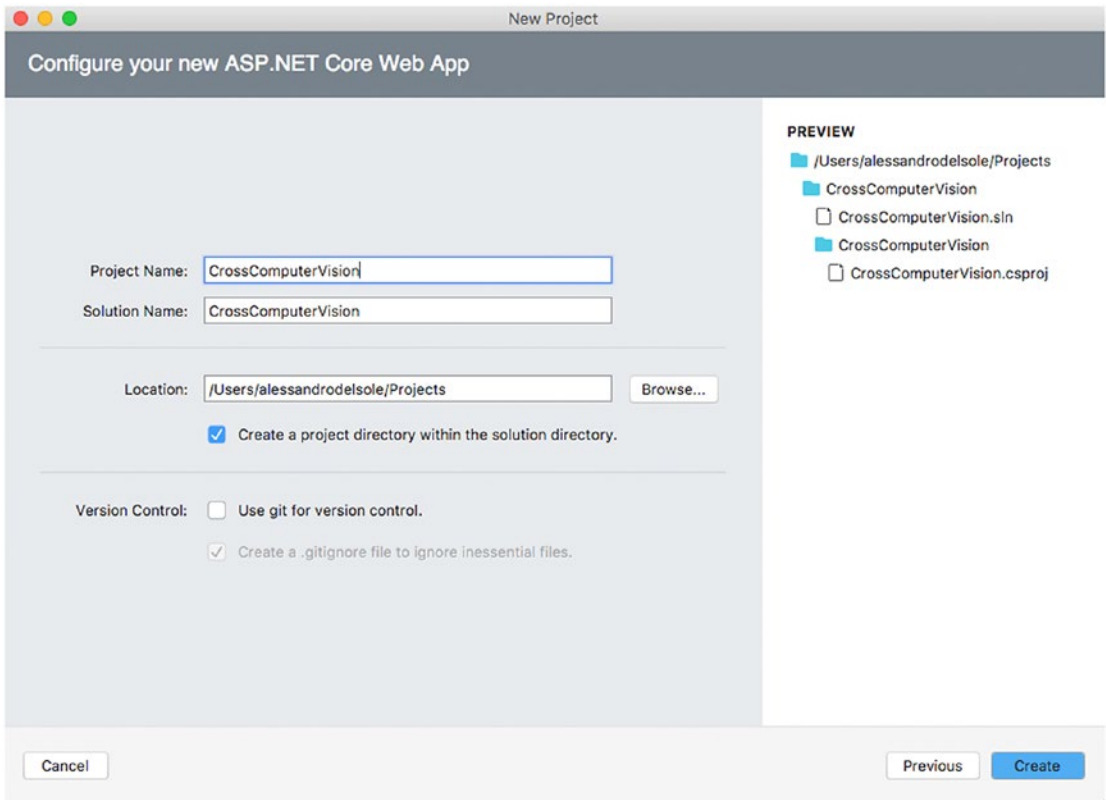 New Project
Configure your new ASP.NET Core Web App
Project Name: CrossComputerVision
Solution Name: CrossComputerVision
Location: /Users/alessandrodelsole/Projects Browse...
Create a project directory within the solution directory.
Version Control: Use git for version control.
Create a .gitignore file to ignore inessential files.
PREVIEW
/Users/alessandrodelsole/Projects
CrossComputerVision
CrossComputerVision.sln
CrossComputerVision
CrossComputerVision.csproj
Cancel Previous Create